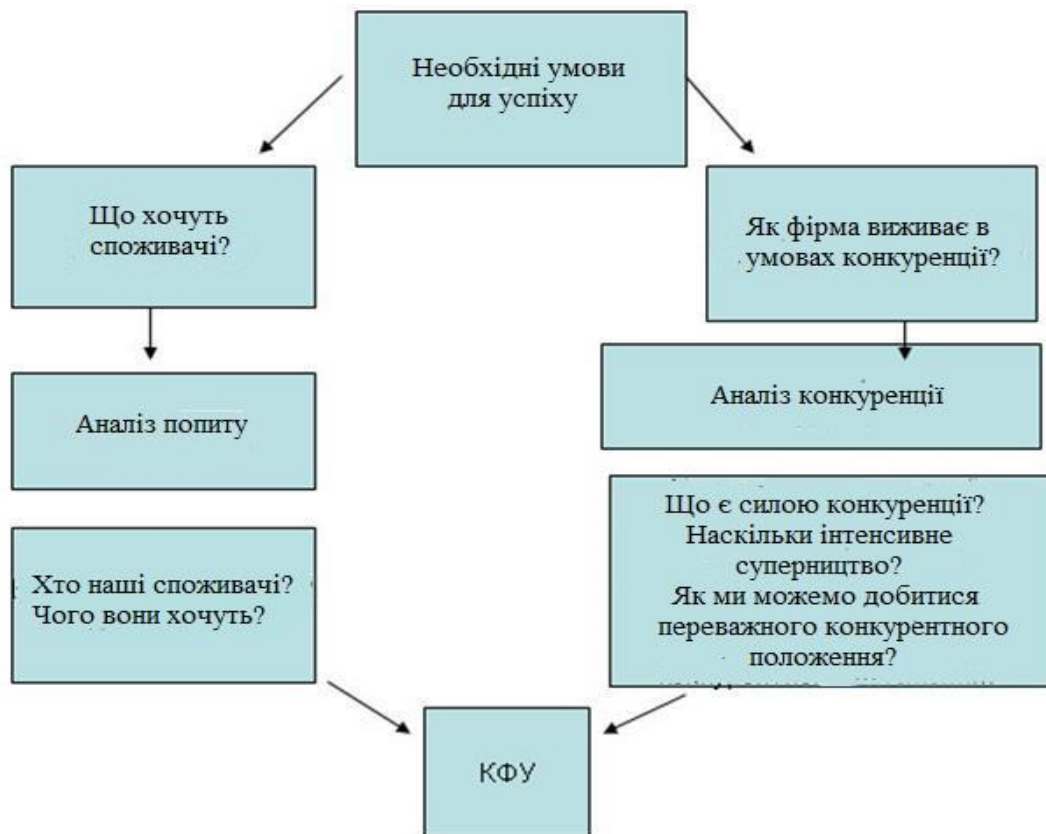 Необхідні умови
для успіху
Що хочуть
споживачі?
Як фірма виживає в
умовах конкуренції?
Аналіз попиту
Аналіз конкуренції
Хто наші споживачі?
Чого вони хочуть?
Що є силою конкуренції?
Наскільки інтенсивне
суперництво?
Як ми можемо добитися
переважного конкурентного
положення?
КФУ